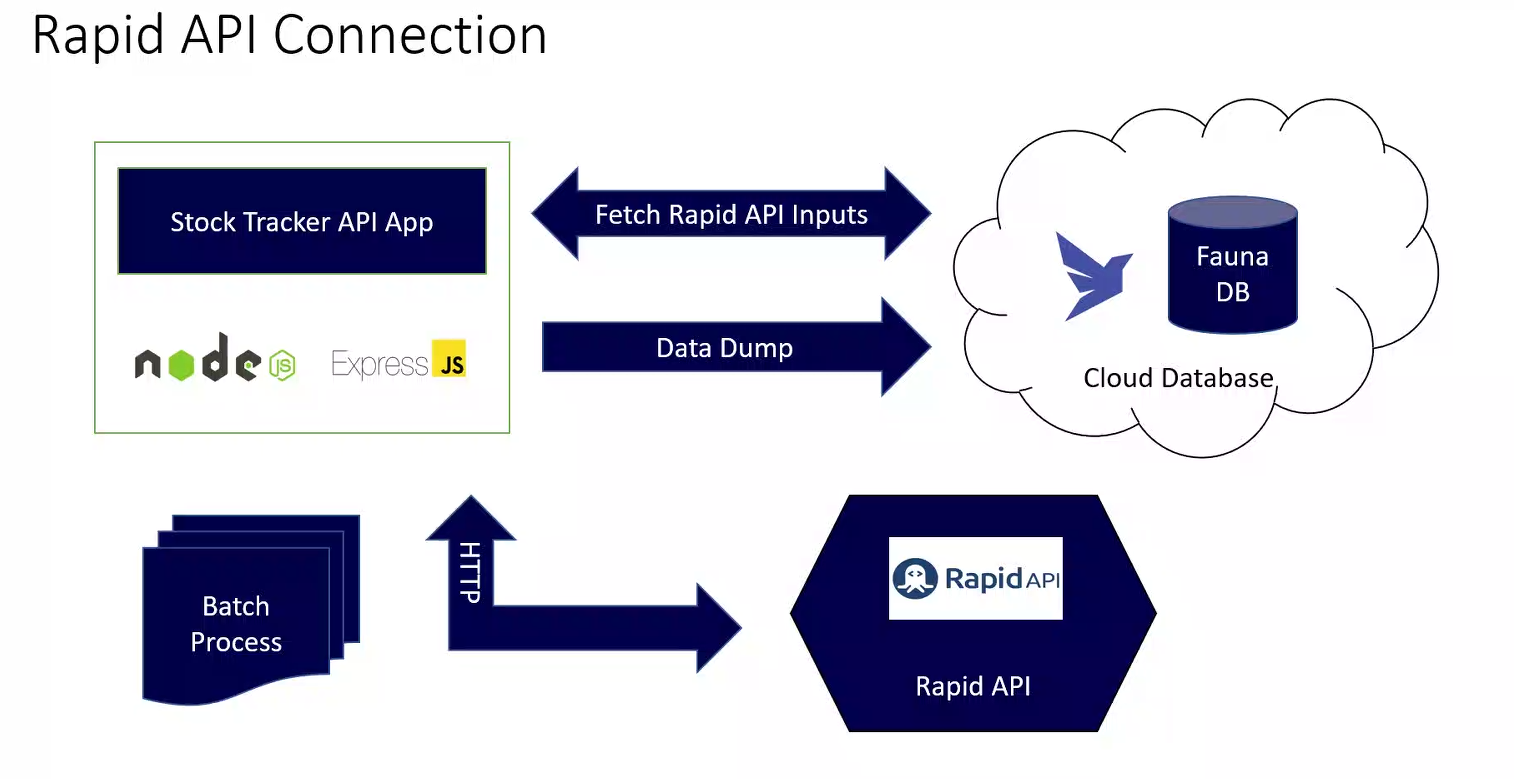 Rapid API Connection
Stock Tracker API App
Fetch Rapid API Inputs
Fauna
DB
Data Dump
node JS
Express JS
Cloud Database
HTTP
Batch
Process
Rapid API
Rapid API